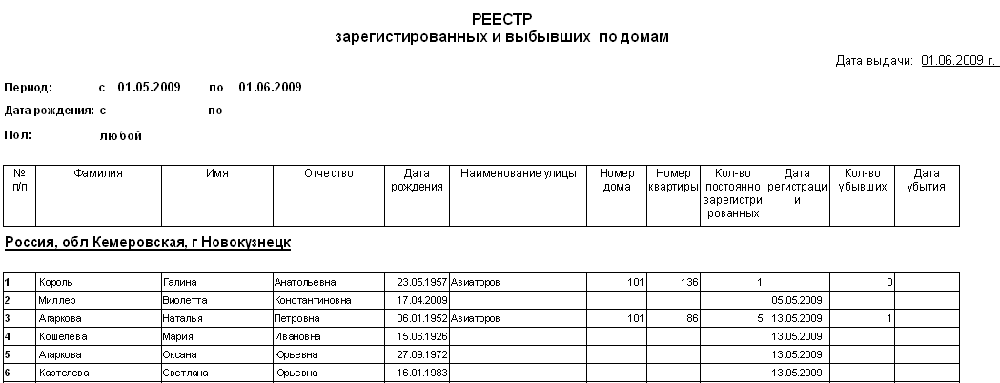 РЕЕСТР
зарегистированных и выбывших по домам
Дата выдачи: 01.06.2009 г.
Период: с 01.05.2009 по 01.06.2009
Дата рождения: с по
Пол: любой
№ п/п Фамилия Имя Отчество Дата рождения Наименование улицы Номер дома Номер квартиры Кол-во постоянно зарегистри рованных Дата регистраци и Кол-во убывших Дата убытия
Россия, обл Кемеровская, г Новокузнецк
1 Король Галина Анатольевна 23.05.1957 Авиаторов 101 136 1 0
2 Миллер Виолетта Константиновна 17.04.2009 05.05.2009
3 Агаркова Наталья Петровна 06.01.1952 Авиаторов 101 86 5 13.05.2009 1
4 Кошелева Мария Ивановна 15.06.1926 13.05.2009
5 Агаркова Оксана Юрьевна 27.09.1972 13.05.2009
6 Картелева Светлана Юрьевна 16.01.1983 13.05.2009